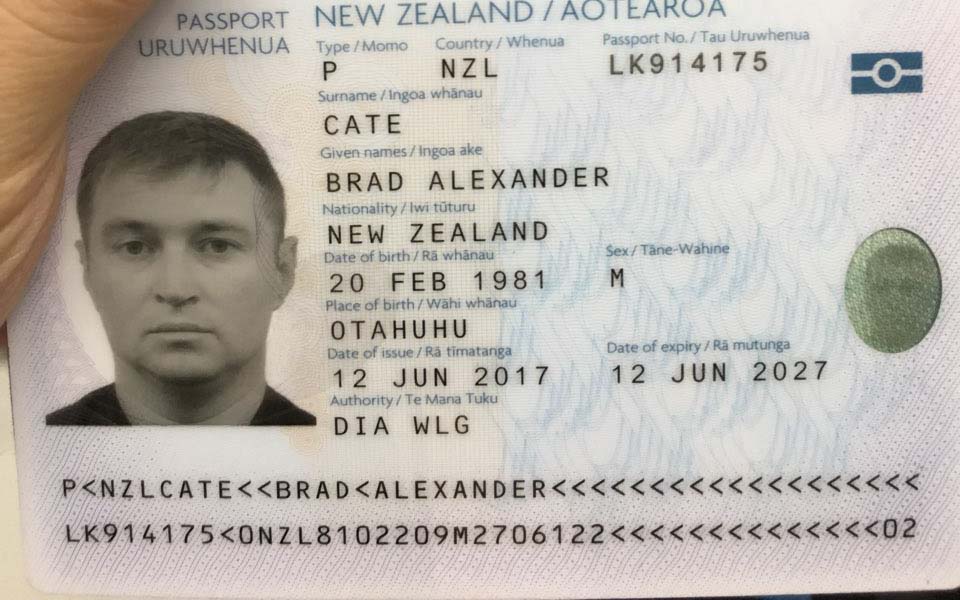 PASSPORT
URUWHENUA
NEW ZEALAND / AOTEAROA
Type / Momo
Country / Whenua
Passport No. / Tau Uruwhenua
P
NZL
LK914175
Surname / Ingoa whānau
CATE
Given names / Ingoa ake
BRAD ALEXANDER
Nationality / Iwi tūturu
NEW ZEALAND
Date of birth / Rā whānau
Sex / Tāne-Wahine
20 FEB 1981
M
Place of birth / Wāhi whānau
OTAHUHU
Date of issue / Rā timatanga
Date of expiry / Rā mutunga
12 JUN 2017
12 JUN 2027
Authority / Te Mana Tuku
DIA WLG
P<NZLCATE<<BRAD<ALEXANDER<<<<<<<<<<<<<<<<<<<
LK914175<0NZL8102209M2706122<<<<<<<<<<<<<<02